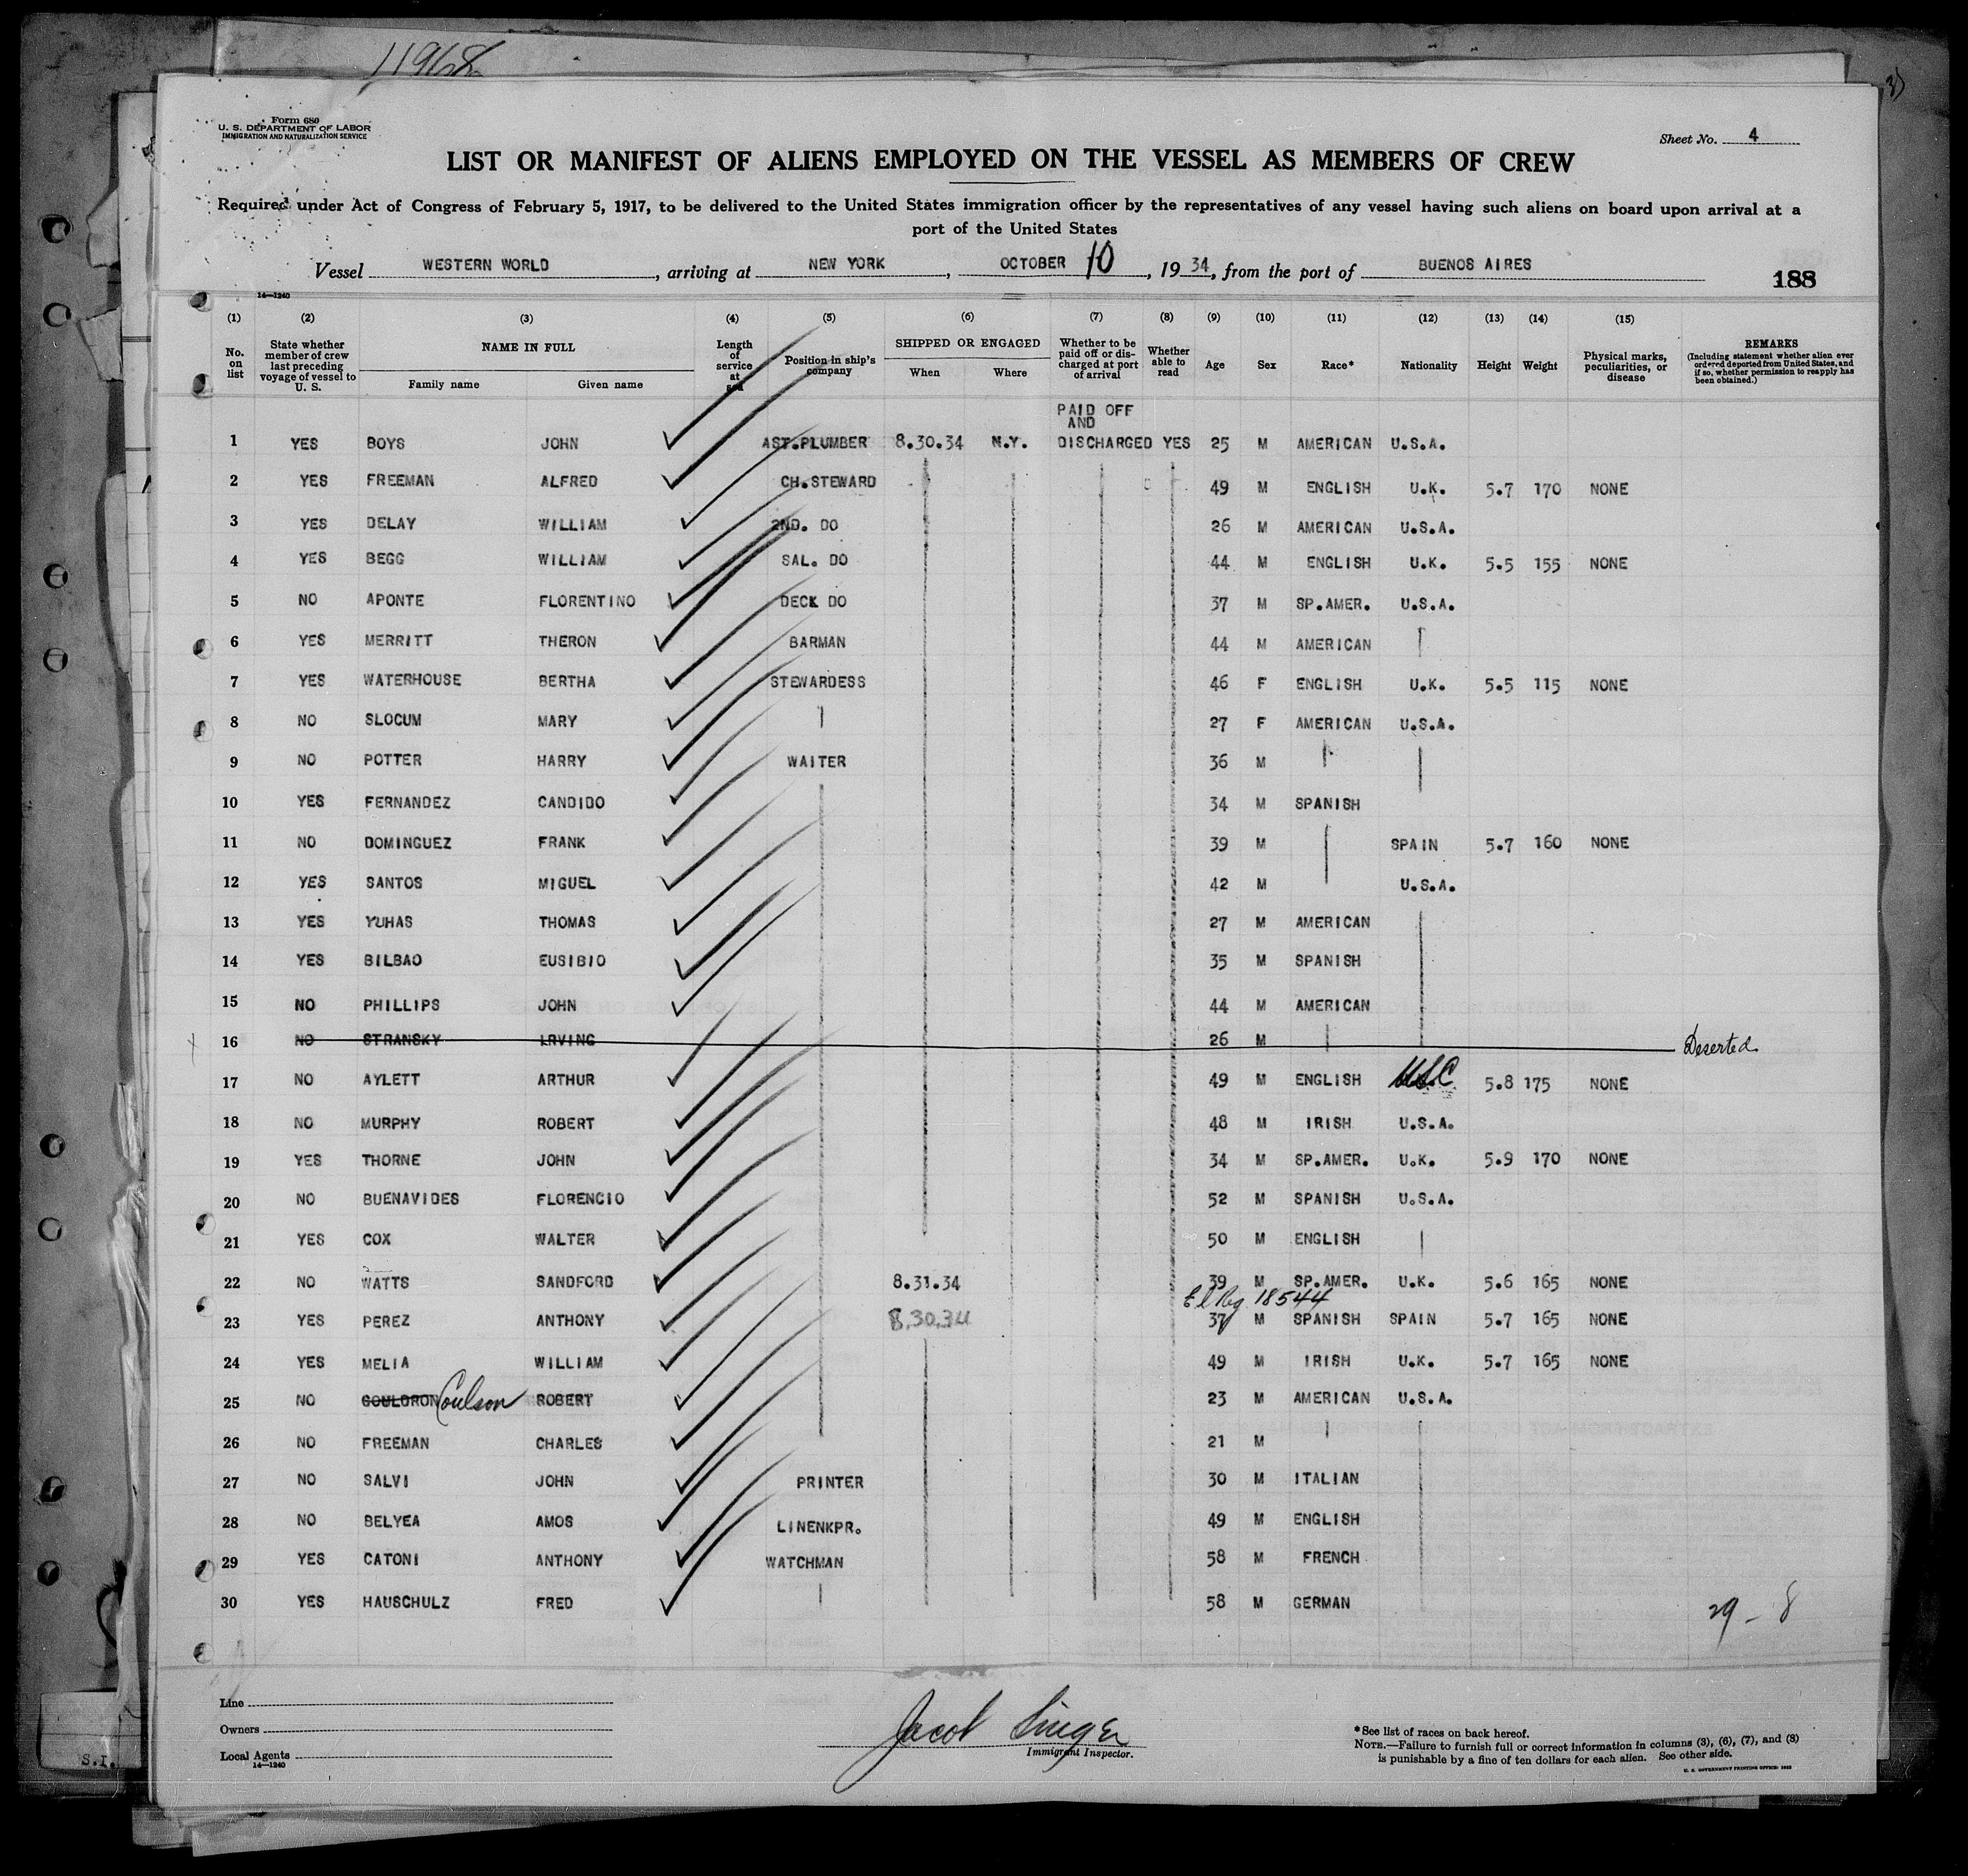 11968
Form 680
U. S. DEPARTMENT OF LABOR
IMMIGRATION AND NATURALIZATION SERVICE
Sheet No. 4
LIST OR MANIFEST OF ALIENS EMPLOYED ON THE VESSEL AS MEMBERS OF CREW
Required under Act of Congress of February 5, 1917, to be delivered to the United States immigration officer by the representatives of any vessel having such aliens on board upon arrival at a
port of the United States
Vessel WESTERN WORLD, arriving at NEW YORK, OCTOBER 10, 1934, from the port of BUENOS AIRES
188
14—1240
(1) (2) (3) (4) (5) (6) (7) (8) (9) (10) (11) (12) (13) (14) (15)
No. on list
State whether member of crew last preceding voyage of vessel to U. S.
NAME IN FULL
Family name Given name
Length of service at sea
Position in ship's company
SHIPPED OR ENGAGED
When Where
Whether to be paid off or discharged at port of arrival
Whether able to read
Age Sex Race* Nationality Height Weight
Physical marks, peculiarities, or disease
REMARKS
(Including statement whether alien ever ordered deported from United States, and if so, whether permission to reapply has been obtained.)
PAID OFF
AND
1 YES BOYS JOHN AST.PLUMBER 8.30.34 N.Y. DISCHARGED YES 25 M AMERICAN U.S.A.
2 YES FREEMAN ALFRED CH.STEWARD 49 M ENGLISH U.K. 5.7 170 NONE
3 YES DELAY WILLIAM 2ND. DO 26 M AMERICAN U.S.A.
4 YES BEGG WILLIAM SAL. DO 44 M ENGLISH U.K. 5.5 155 NONE
5 NO APONTE FLORENTINO DECK DO 37 M SP.AMER. U.S.A.
6 YES MERRITT THERON BARMAN 44 M AMERICAN
7 YES WATERHOUSE BERTHA STEWARDESS 46 F ENGLISH U.K. 5.5 115 NONE
8 NO SLOCUM MARY 27 F AMERICAN U.S.A.
9 NO POTTER HARRY WAITER 36 M
10 YES FERNANDEZ CANDIDO 34 M SPANISH
11 NO DOMINGUEZ FRANK 39 M SPAIN 5.7 160 NONE
12 YES SANTOS MIGUEL 42 M U.S.A.
13 YES YUHAS THOMAS 27 M AMERICAN
14 YES BILBAO EUSIBIO 35 M SPANISH
15 NO PHILLIPS JOHN 44 M AMERICAN
16 NO STRANSKY IRVING 26 M Deserted
17 NO AYLETT ARTHUR 49 M ENGLISH USC 5.8 175 NONE
18 NO MURPHY ROBERT 48 M IRISH U.S.A.
19 YES THORNE JOHN 34 M SP.AMER. U.K. 5.9 170 NONE
20 NO BUENAVIDES FLORENCIO 52 M SPANISH U.S.A.
21 YES COX WALTER 50 M ENGLISH
22 NO WATTS SANDFORD 8.31.34 39 M SP.AMER. U.K. 5.6 165 NONE
18544
23 YES PEREZ ANTHONY 8.30.34 37 M SPANISH SPAIN 5.7 165 NONE
24 YES MELIA WILLIAM 49 M IRISH U.K. 5.7 165 NONE
25 NO GOULDRON Coulson ROBERT 23 M AMERICAN U.S.A.
26 NO FREEMAN CHARLES 21 M
27 NO SALVI JOHN PRINTER 30 M ITALIAN
28 NO BELYEA AMOS LINENKPR. 49 M ENGLISH
29 YES CATONI ANTHONY WATCHMAN 58 M FRENCH
30 YES HAUSCHULZ FRED 58 M GERMAN
29 - 8
Line
Owners
Local Agents
14—1240
Jacob Singer
Immigrant Inspector.
*See list of races on back hereof.
NOTE.—Failure to furnish full or correct information in columns (3), (6), (7), and (8)
is punishable by a fine of ten dollars for each alien. See other side.
U. S. GOVERNMENT PRINTING OFFICE: 1933
S.I.